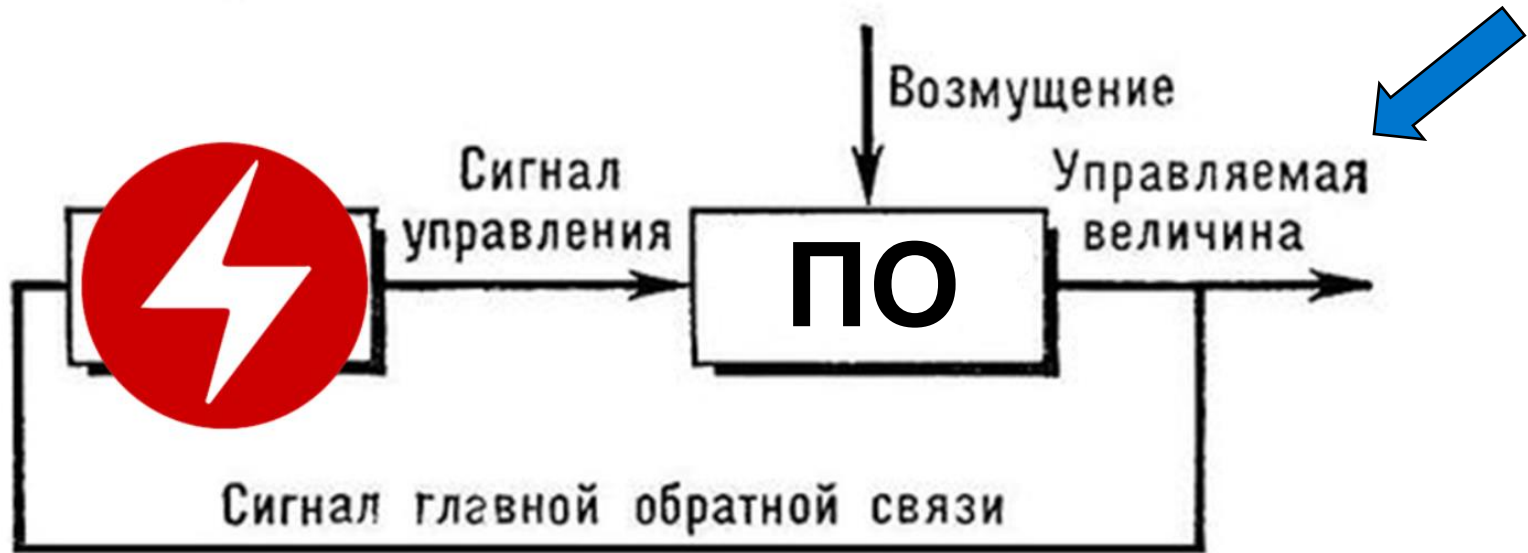 Возмущение
Сигнал
управления
ПО
Управляемая
величина
Сигнал главной обратной связи